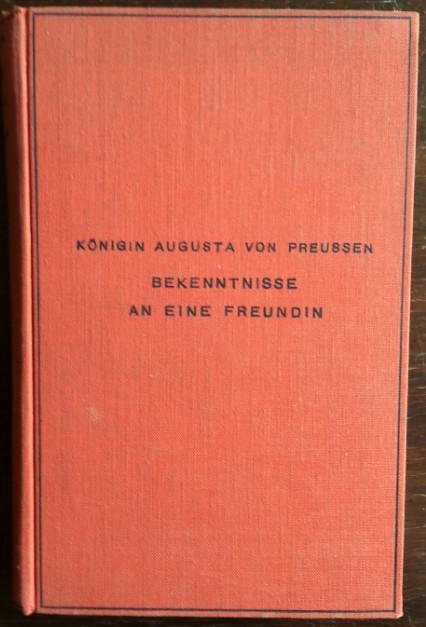 KÖNIGIN AUGUSTA VON PREUSSEN
BEKENNTNISSE
AN EINE FREUNDIN